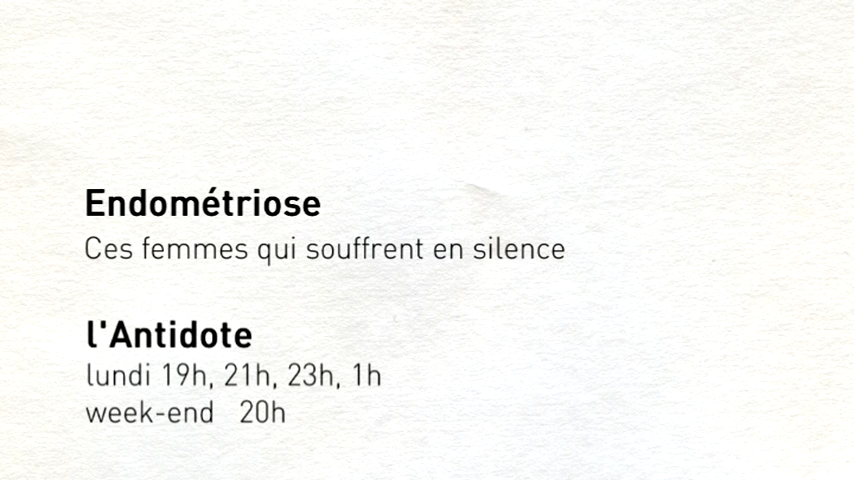 Endométriose
Ces femmes qui souffrent en silence
l'Antidote
lundi 19h, 21h, 23h, 1h
week-end 20h